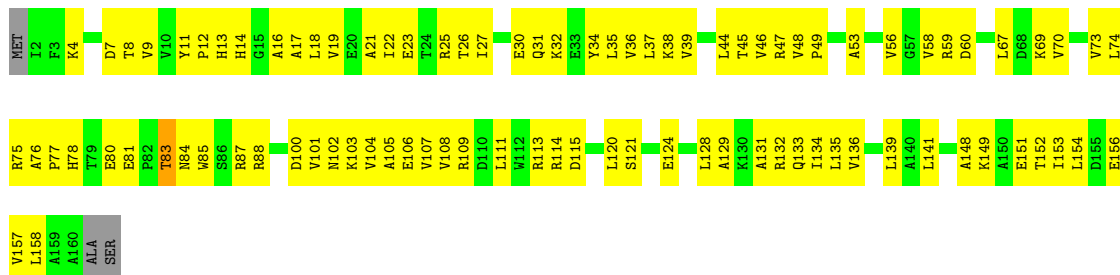 MET I2 F3 K4 D7 T8 V9 V10 Y11 P12 H13 H14 G15 A16 A17 L18 V19 E20 A21 I22 E23 T24 R25 T26 I27 E30 Q31 K32 E33 Y34 L35 V36 L37 K38 V39 L44 T45 V46 R47 V48 P49 A53 V56 G57 V58 R59 D60 L67 D68 K69 V70 V73 L74
R75 A76 P77 H78 T79 E80 E81 P82 T83 N84 W85 S86 R87 R88 D100 V101 N102 K103 V104 A105 E106 V107 V108 R109 D110 L111 W112 R113 R114 D115 L120 S121 E124 L128 A129 K130 A131 R132 Q133 I134 L135 V136 L139 A140 L141 A148 K149 A150 E151 T152 I153 L154 D155 E156
V157 L158 A159 A160 ALA SER